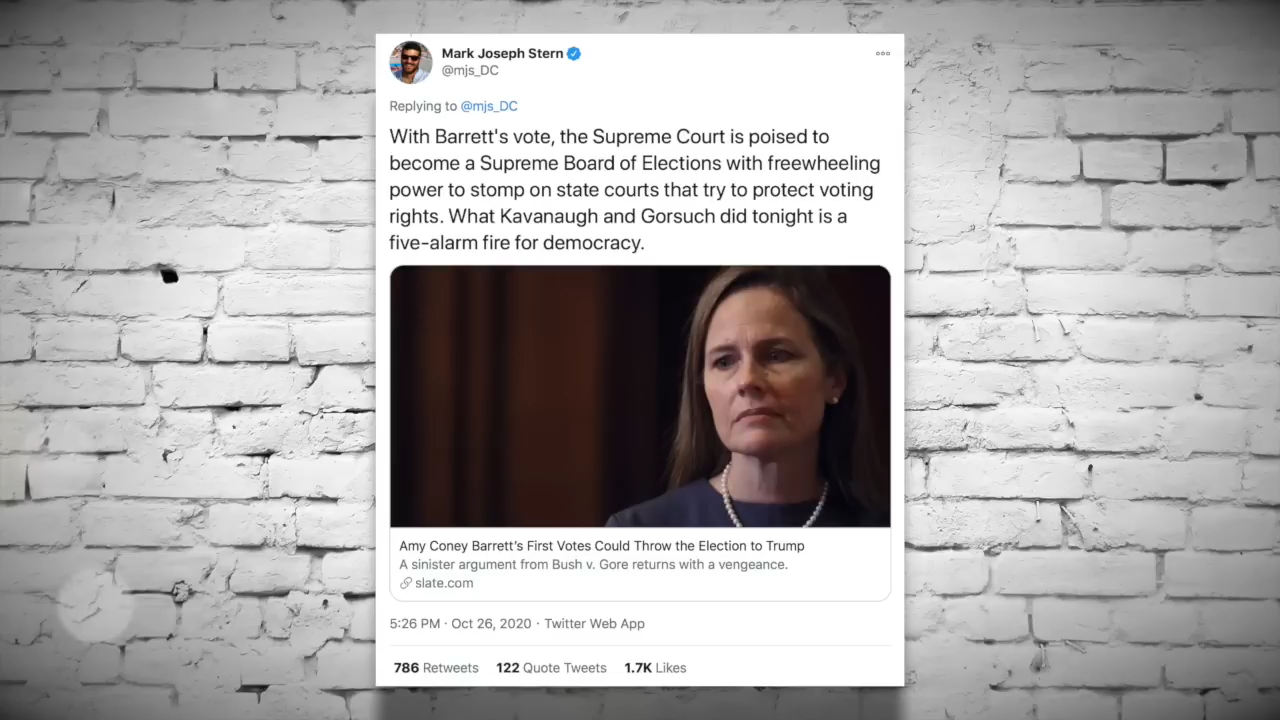 Mark Joseph Stern
@mjs_DC
Replying to @mjs_DC
With Barrett's vote, the Supreme Court is poised to
become a Supreme Board of Elections with freewheeling
power to stomp on state courts that try to protect voting
rights. What Kavanaugh and Gorsuch did tonight is a
five-alarm fire for democracy.
Amy Coney Barrett’s First Votes Could Throw the Election to Trump
A sinister argument from Bush v. Gore returns with a vengeance.
slate.com
5:26 PM · Oct 26, 2020 · Twitter Web App
786 Retweets 122 Quote Tweets 1.7K Likes